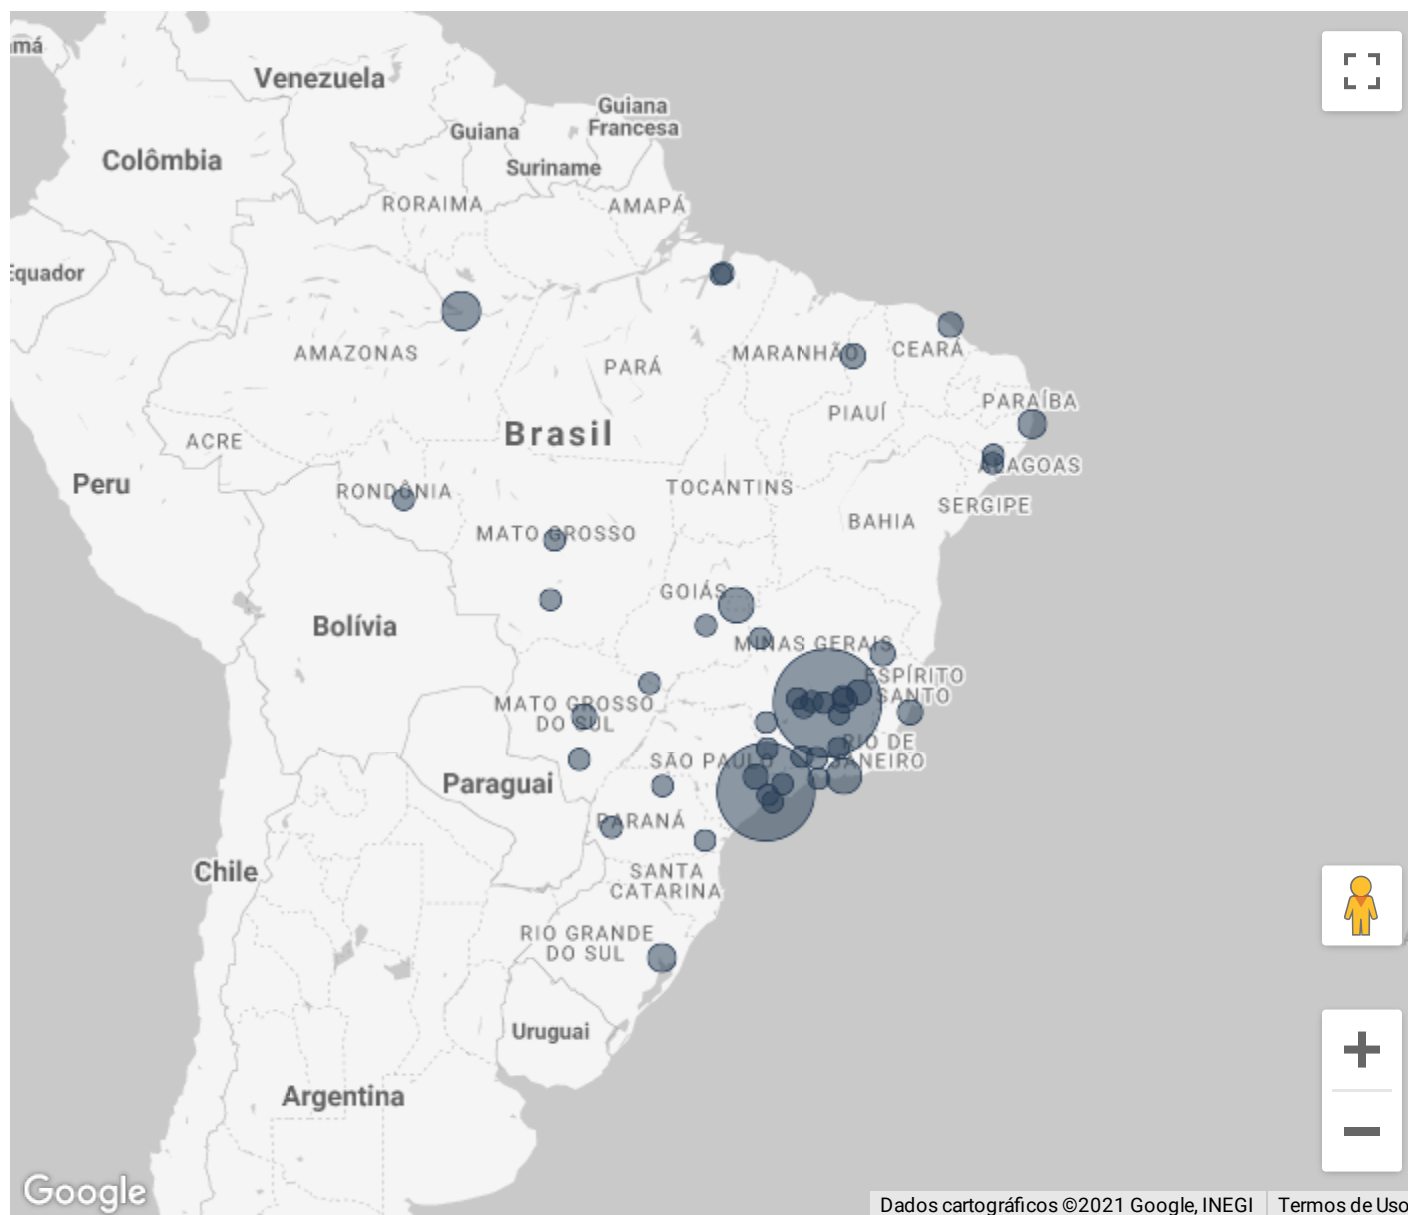 má
Venezuela
Guiana
Francesa
Guiana
Colômbia
Suriname
RORAIMA
AMAPÁ
Equador
AMAZONAS
MARANHÃO
CEARÁ
PARÁ
PARAÍBA
PIAUÍ
Brasil
ACRE
ALAGOAS
Peru
RONDÔNIA
TOCANTINS
SERGIPE
BAHIA
MATO GROSSO
GOIÁS
Bolívia
MINAS GERAIS
ESPÍRITO
SANTO
MATO GROSSO
DO SUL
RIO DE
JANEIRO
SÃO PAULO
Paraguai
PARANÁ
Chile
SANTA
CATARINA
RIO GRANDE
DO SUL
Uruguai
Argentina
Google
Dados cartográficos ©2021 Google, INEGI
Termos de Uso